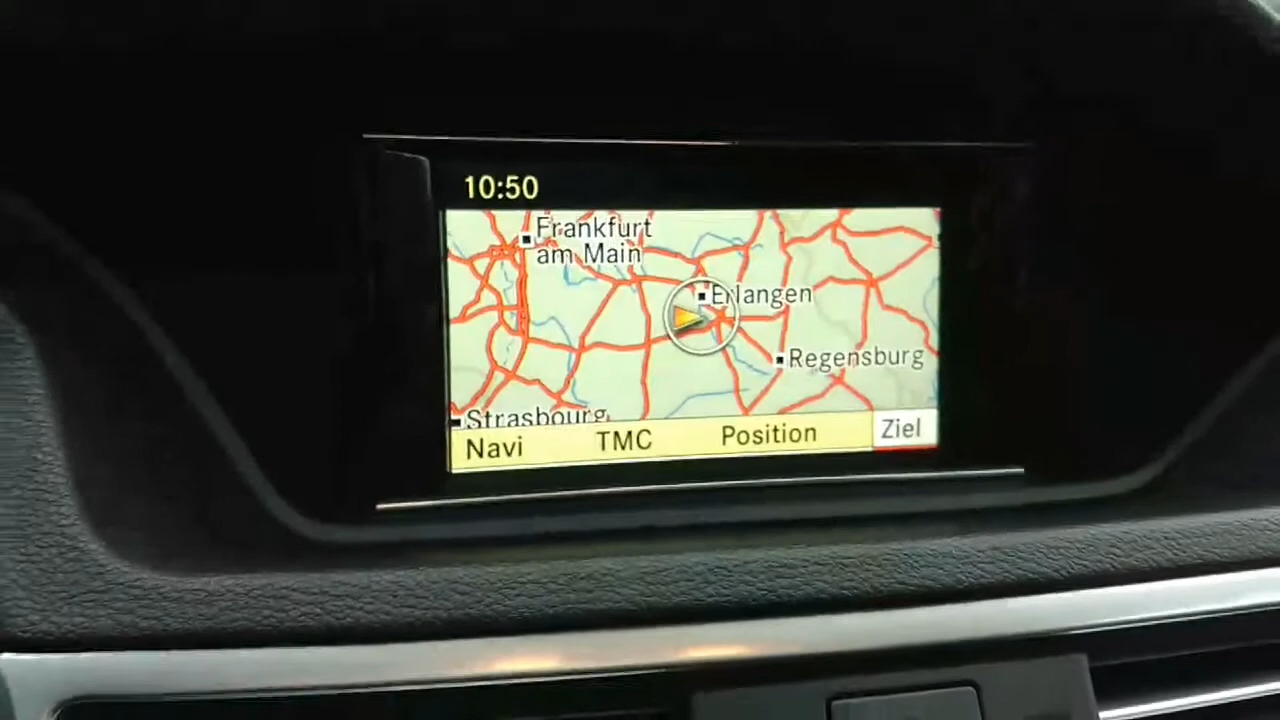 10:50
Frankfurt
am Main
Erlangen
Regensburg
Strasbourg
Navi TMC Position Ziel